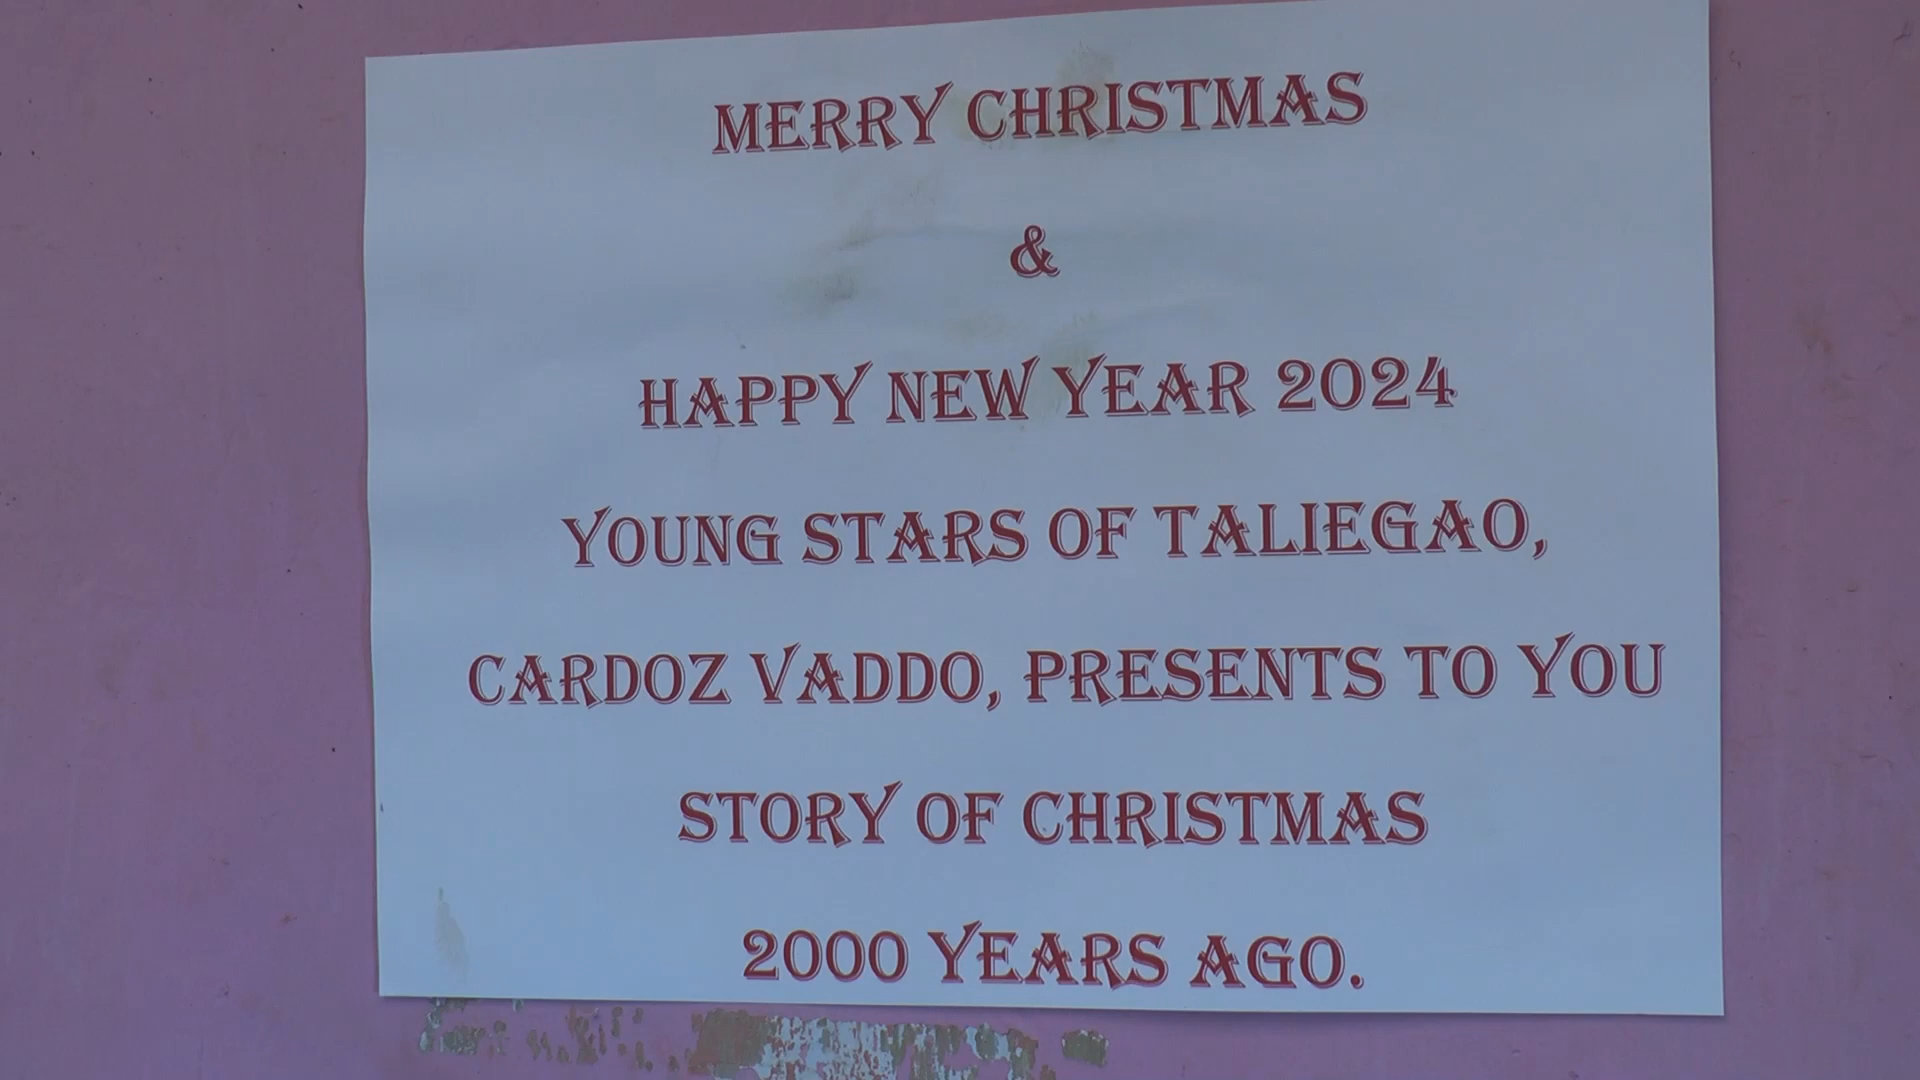 MERRY CHRISTMAS
&
HAPPY NEW YEAR 2024
YOUNG STARS OF TALIEGAO,
CARDOZ VADDO, PRESENTS TO YOU
STORY OF CHRISTMAS
2000 YEARS AGO.